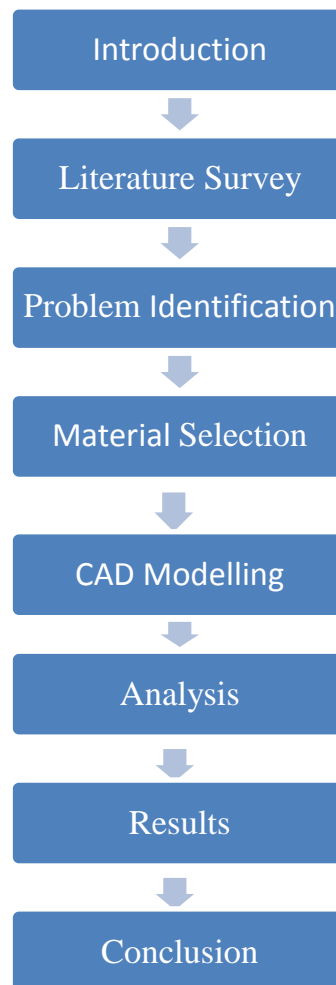 Introduction
Literature Survey
Problem Identification
Material Selection
CAD Modelling
Analysis
Results
Conclusion